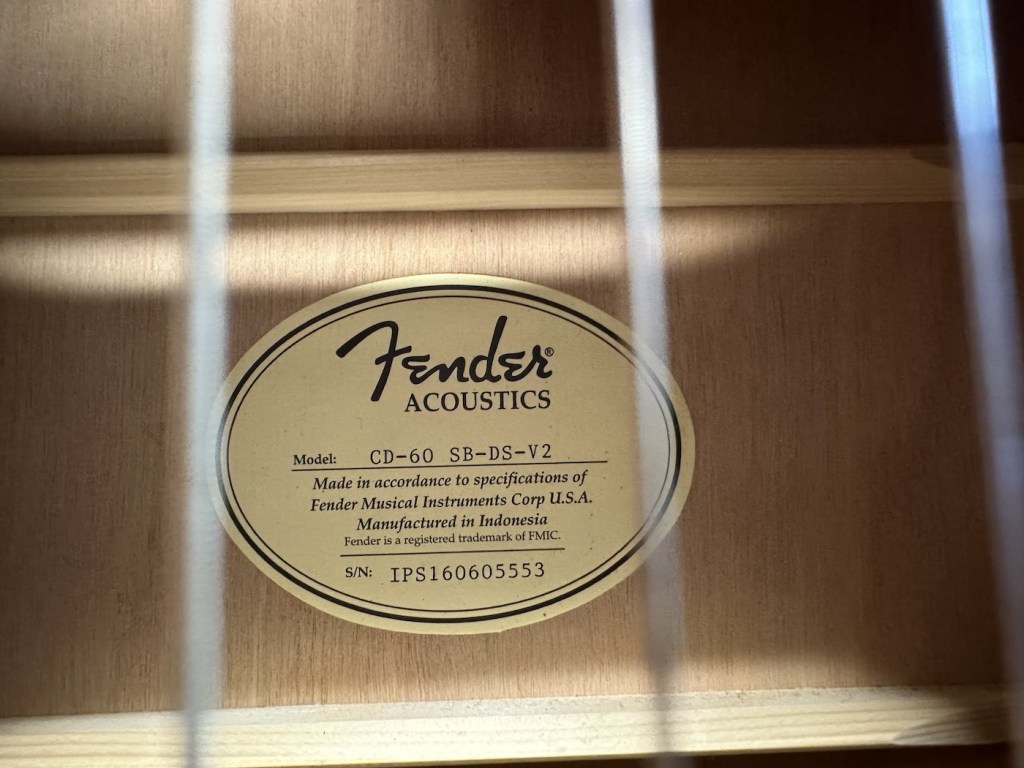 Fender®
ACOUSTICS
Model: CD-60 SB-DS-V2
Made in accordance to specifications of
Fender Musical Instruments Corp U.S.A.
Manufactured in Indonesia
Fender is a registered trademark of FMIC.
S/N: IPS160605553